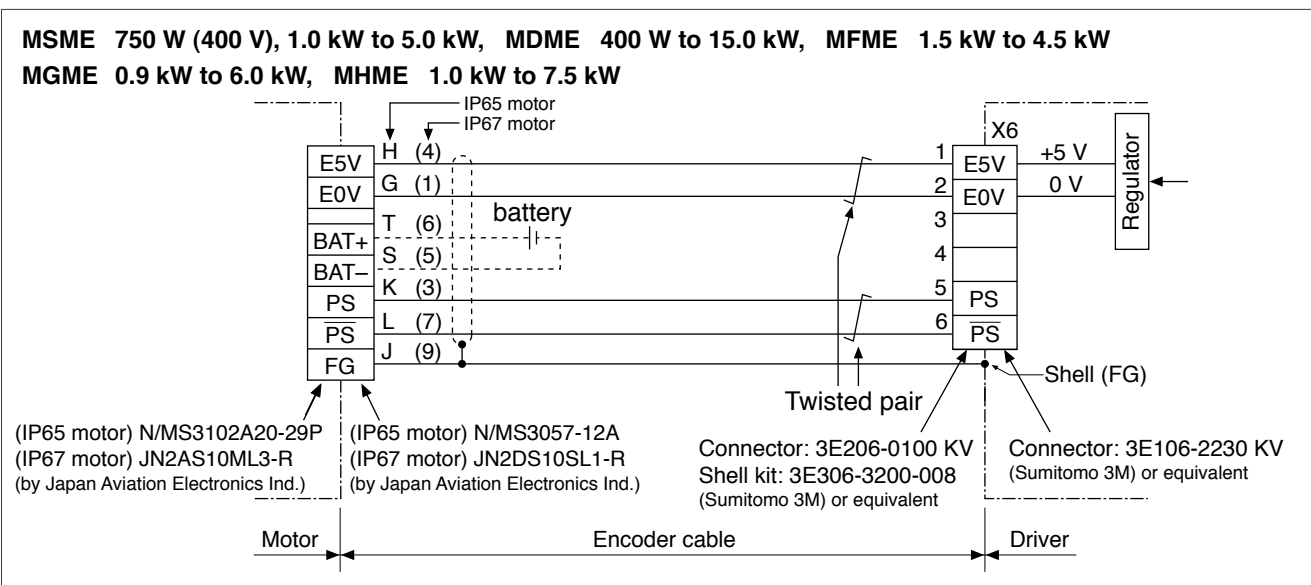 MSME 750 W (400 V), 1.0 kW to 5.0 kW, MDME 400 W to 15.0 kW, MFME 1.5 kW to 4.5 kW
MGME 0.9 kW to 6.0 kW, MHME 1.0 kW to 7.5 kW
IP65 motor
IP67 motor
X6
E5V H (4) 1 E5V +5 V
E0V G (1) 2 E0V 0 V
Regulator
battery
3
BAT+ T (6)
4
BAT– S (5)
PS K (3) 5 PS
P̅S̅ L (7) 6 P̅S̅
FG J (9)
Shell (FG)
Twisted pair
(IP65 motor) N/MS3102A20-29P
(IP67 motor) JN2AS10ML3-R
(by Japan Aviation Electronics Ind.)
(IP65 motor) N/MS3057-12A
(IP67 motor) JN2DS10SL1-R
(by Japan Aviation Electronics Ind.)
Connector: 3E206-0100 KV
Shell kit: 3E306-3200-008
(Sumitomo 3M) or equivalent
Connector: 3E106-2230 KV
(Sumitomo 3M) or equivalent
Motor Encoder cable Driver